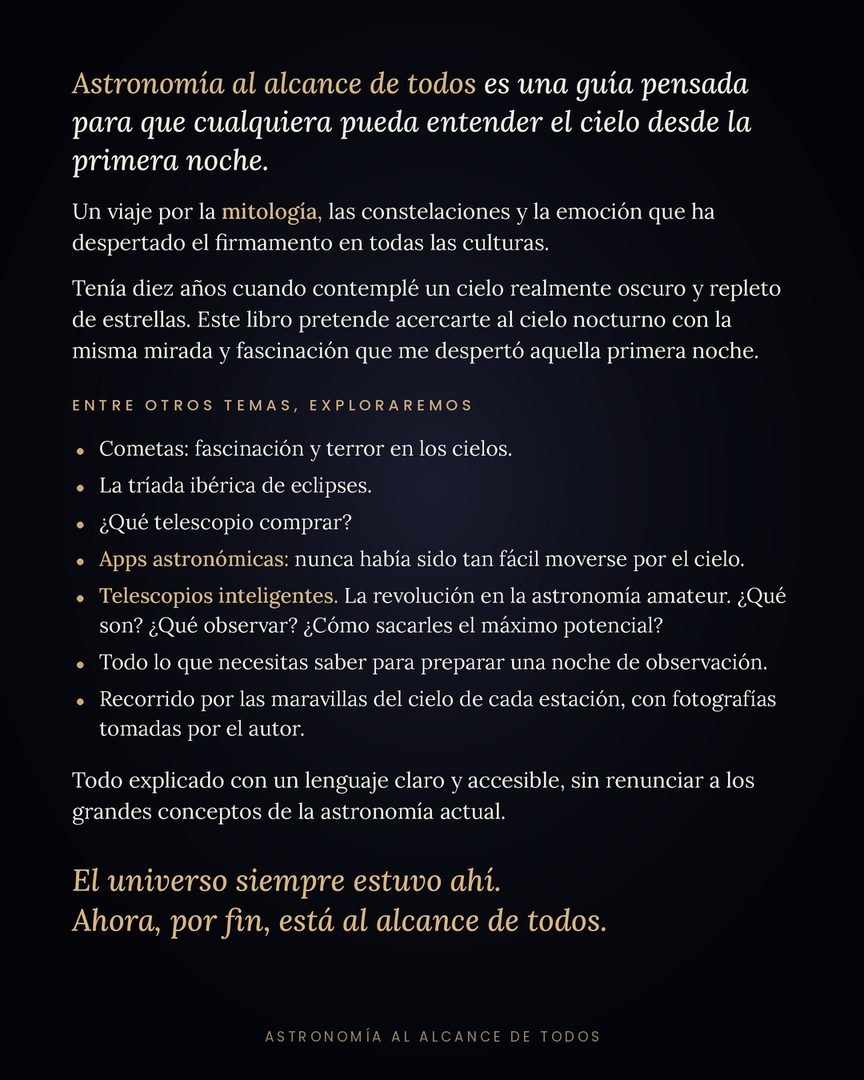 Astronomía al alcance de todos es una guía pensada
para que cualquiera pueda entender el cielo desde la
primera noche.
Un viaje por la mitología, las constelaciones y la emoción que ha
despertado el firmamento en todas las culturas.
Tenía diez años cuando contemplé un cielo realmente oscuro y repleto
de estrellas. Este libro pretende acercarte al cielo nocturno con la
misma mirada y fascinación que me despertó aquella primera noche.
ENTRE OTROS TEMAS, EXPLORAREMOS
• Cometas: fascinación y terror en los cielos.
• La tríada ibérica de eclipses.
• ¿Qué telescopio comprar?
• Apps astronómicas: nunca había sido tan fácil moverse por el cielo.
• Telescopios inteligentes. La revolución en la astronomía amateur. ¿Qué
son? ¿Qué observar? ¿Cómo sacarles el máximo potencial?
• Todo lo que necesitas saber para preparar una noche de observación.
• Recorrido por las maravillas del cielo de cada estación, con fotografías
tomadas por el autor.
Todo explicado con un lenguaje claro y accesible, sin renunciar a los
grandes conceptos de la astronomía actual.
El universo siempre estuvo ahí.
Ahora, por fin, está al alcance de todos.
ASTRONOMÍA AL ALCANCE DE TODOS